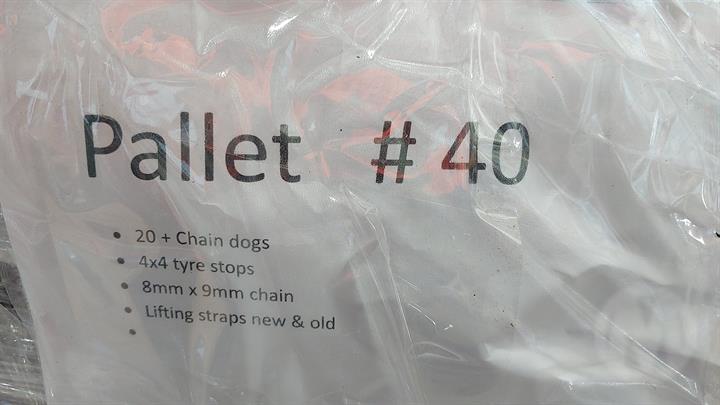 Pallet # 40
• 20 + Chain dogs
• 4x4 tyre stops
• 8mm x 9mm chain
• Lifting straps new & old
•